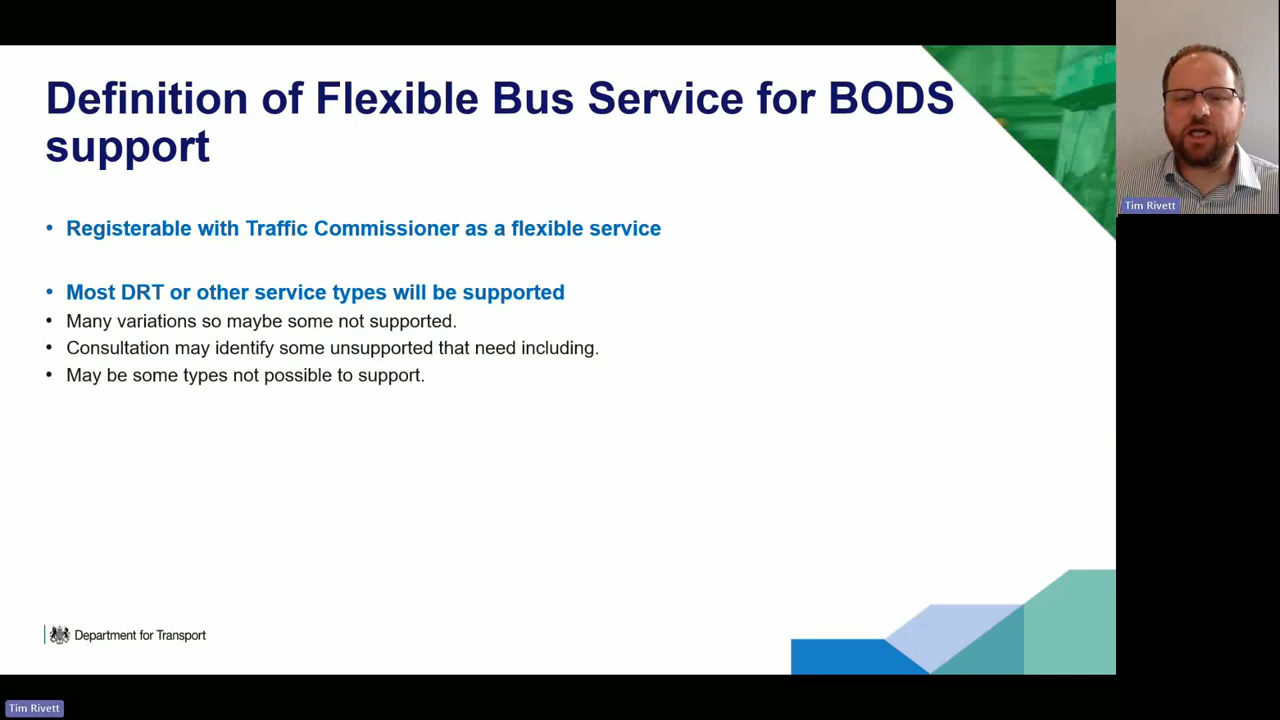 Definition of Flexible Bus Service for BODS
support
• Registerable with Traffic Commissioner as a flexible service
• Most DRT or other service types will be supported
• Many variations so maybe some not supported.
• Consultation may identify some unsupported that need including.
• May be some types not possible to support.
Department for Transport
Tim Rivett
Tim Rivett